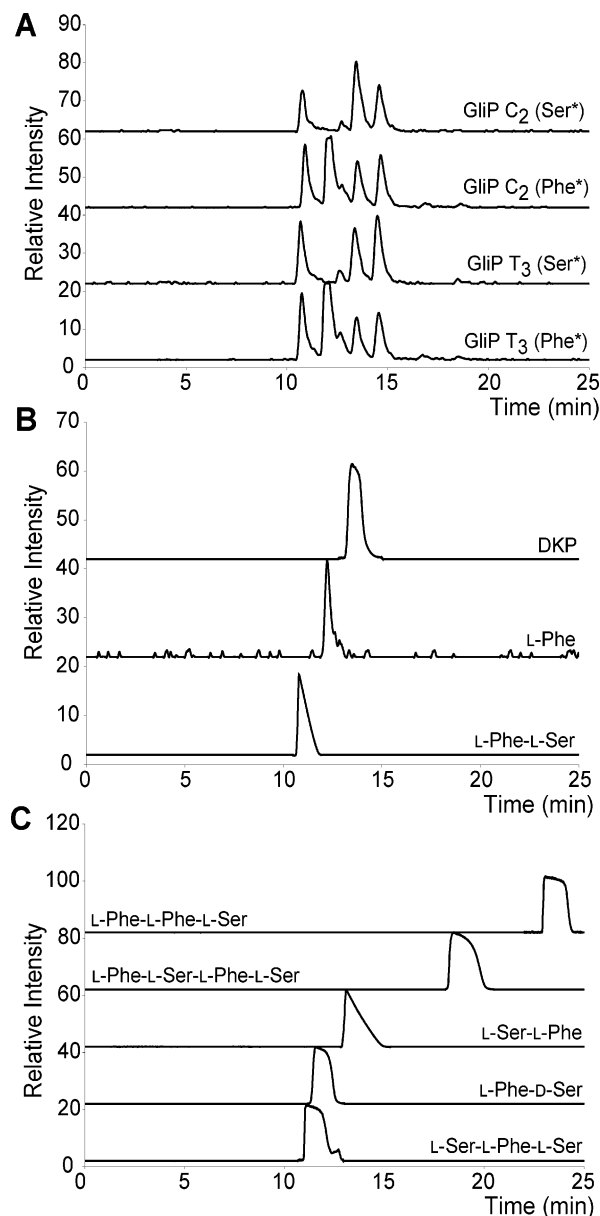 A
90
80
70
60
50
40
30
20
10
0
Relative Intensity
GliP C2 (Ser*)
GliP C2 (Phe*)
GliP T3 (Ser*)
GliP T3 (Phe*)
0 5 10 15 20 25
Time (min)
B
70
60
50
40
30
20
10
0
Relative Intensity
DKP
L-Phe
L-Phe-L-Ser
0 5 10 15 20 25
Time (min)
C
120
100
80
60
40
20
0
Relative Intensity
L-Phe-L-Phe-L-Ser
L-Phe-L-Ser-L-Phe-L-Ser
L-Ser-L-Phe
L-Phe-D-Ser
L-Ser-L-Phe-L-Ser
0 5 10 15 20 25
Time (min)